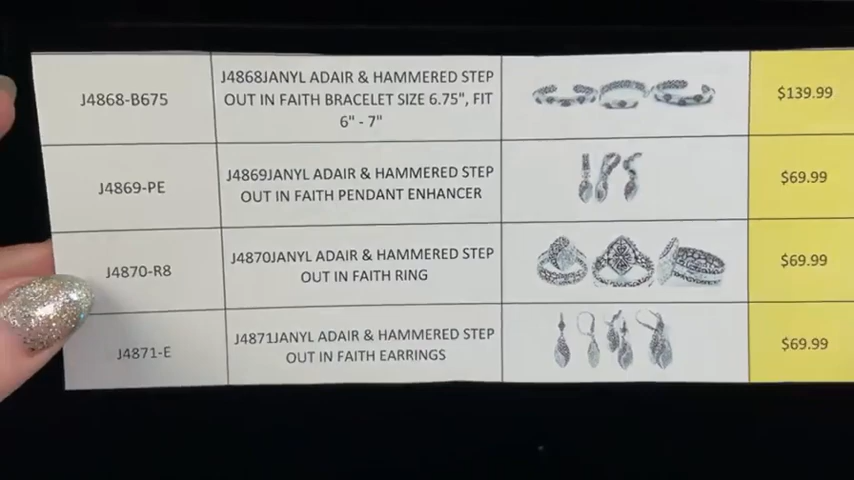 J4868-B675
J4868JANYL ADAIR & HAMMERED STEP
OUT IN FAITH BRACELET SIZE 6.75", FIT
6" - 7"
$139.99
J4869-PE
J4869JANYL ADAIR & HAMMERED STEP
OUT IN FAITH PENDANT ENHANCER
$69.99
J4870-R8
J4870JANYL ADAIR & HAMMERED STEP
OUT IN FAITH RING
$69.99
J4871-E
J4871JANYL ADAIR & HAMMERED STEP
OUT IN FAITH EARRINGS
$69.99